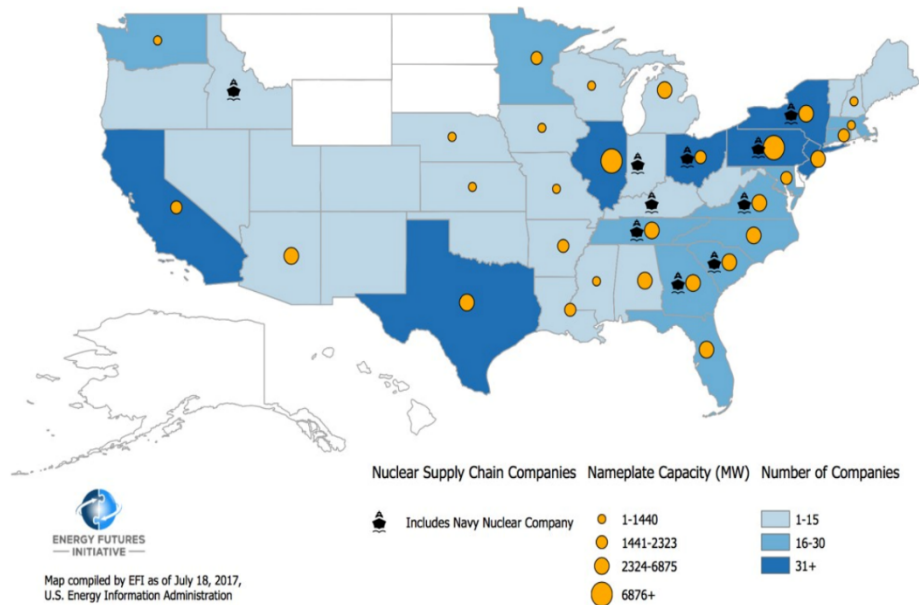 Nuclear Supply Chain Companies
Includes Navy Nuclear Company
Nameplate Capacity (MW)
1-1440
1441-2323
2324-6875
6876+
Number of Companies
1-15
16-30
31+
ENERGY FUTURES
INITIATIVE
Map compiled by EFI as of July 18, 2017,
U.S. Energy Information Administration